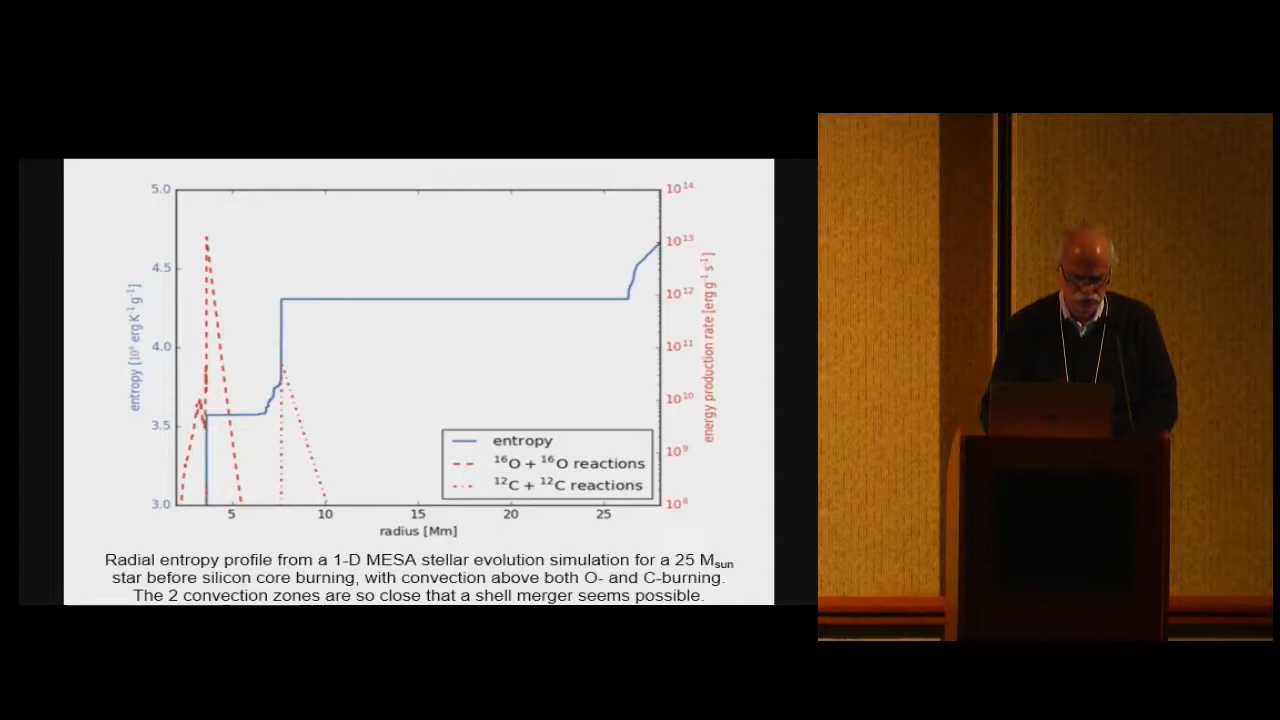 5.0
4.5
4.0
3.5
3.0
entropy [10⁸ erg K⁻¹g⁻¹]
10¹⁴
10¹³
10¹²
10¹¹
10¹⁰
10⁹
10⁸
energy production rate [erg g⁻¹s⁻¹]
entropy
¹⁶O + ¹⁶O reactions
¹²C + ¹²C reactions
5
10
15
20
25
radius [Mm]
Radial entropy profile from a 1-D MESA stellar evolution simulation for a 25 Msun
star before silicon core burning, with convection above both O- and C-burning.
The 2 convection zones are so close that a shell merger seems possible.